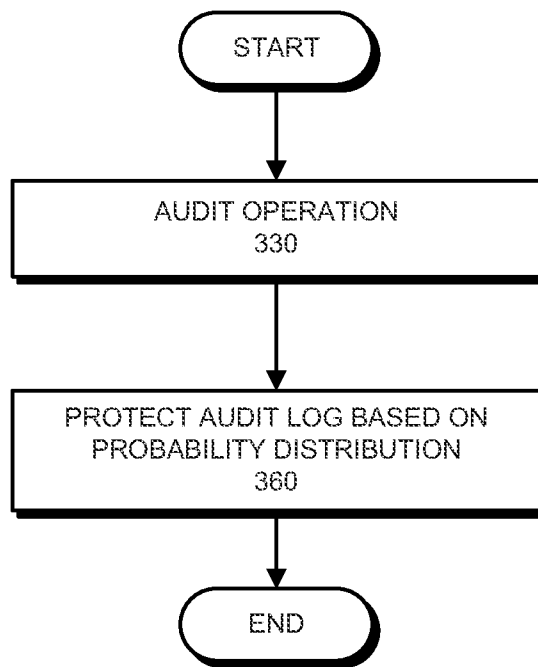 START
AUDIT OPERATION
330
PROTECT AUDIT LOG BASED ON
PROBABILITY DISTRIBUTION
360
END